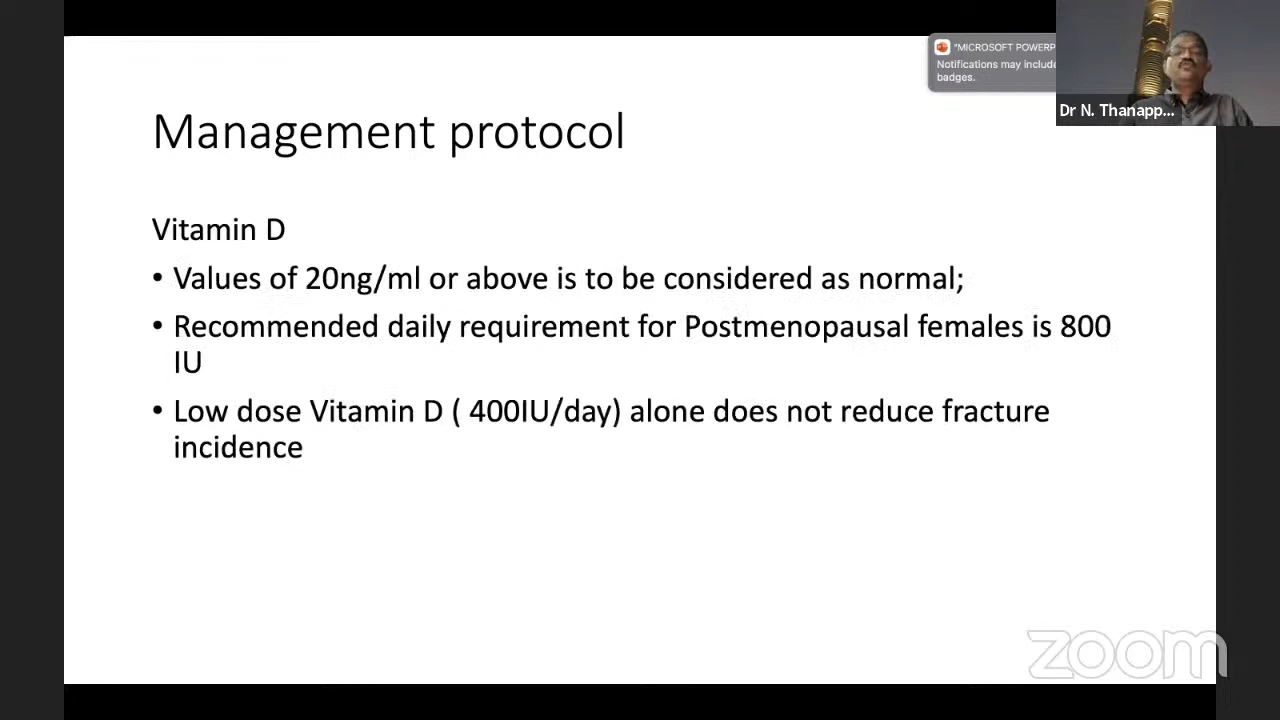 "MICROSOFT POWERP
Notifications may include
badges.
Dr N. Thanapp...
Management protocol
Vitamin D
• Values of 20ng/ml or above is to be considered as normal;
• Recommended daily requirement for Postmenopausal females is 800
IU
• Low dose Vitamin D ( 400IU/day) alone does not reduce fracture
incidence
zoom